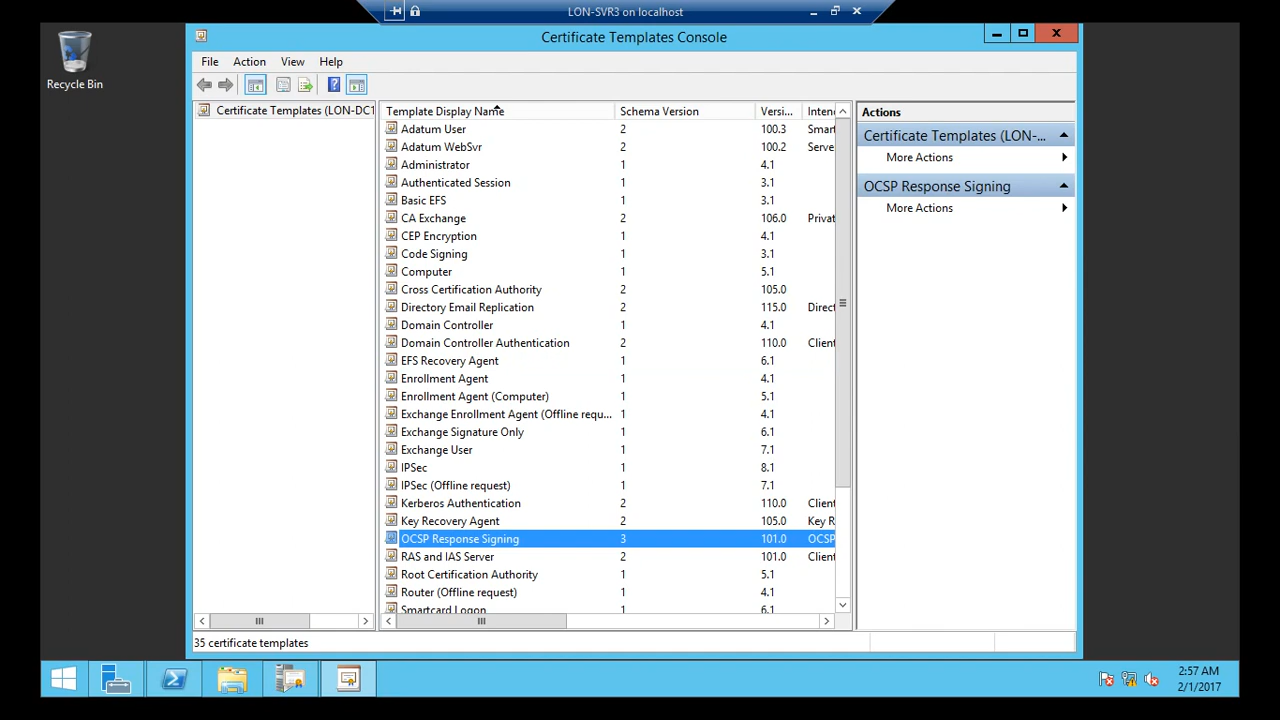 LON-SVR3 on localhost
Recycle Bin
Certificate Templates Console
File Action View Help
Certificate Templates (LON-DC1
Template Display Name Schema Version Versi... Inten
Adatum User 2 100.3 Smart
Adatum WebSvr 2 100.2 Serve
Administrator 1 4.1
Authenticated Session 1 3.1
Basic EFS 1 3.1
CA Exchange 2 106.0 Privat
CEP Encryption 1 4.1
Code Signing 1 3.1
Computer 1 5.1
Cross Certification Authority 2 105.0
Directory Email Replication 2 115.0 Direct
Domain Controller 1 4.1
Domain Controller Authentication 2 110.0 Client
EFS Recovery Agent 1 6.1
Enrollment Agent 1 4.1
Enrollment Agent (Computer) 1 5.1
Exchange Enrollment Agent (Offline requ... 1 4.1
Exchange Signature Only 1 6.1
Exchange User 1 7.1
IPSec 1 8.1
IPSec (Offline request) 1 7.1
Kerberos Authentication 2 110.0 Client
Key Recovery Agent 2 105.0 Key R
OCSP Response Signing 3 101.0 OCSP
RAS and IAS Server 2 101.0 Client
Root Certification Authority 1 5.1
Router (Offline request) 1 4.1
Smartcard Logon 1 6.1
Actions
Certificate Templates (LON-...
More Actions
OCSP Response Signing
More Actions
35 certificate templates
2:57 AM
2/1/2017